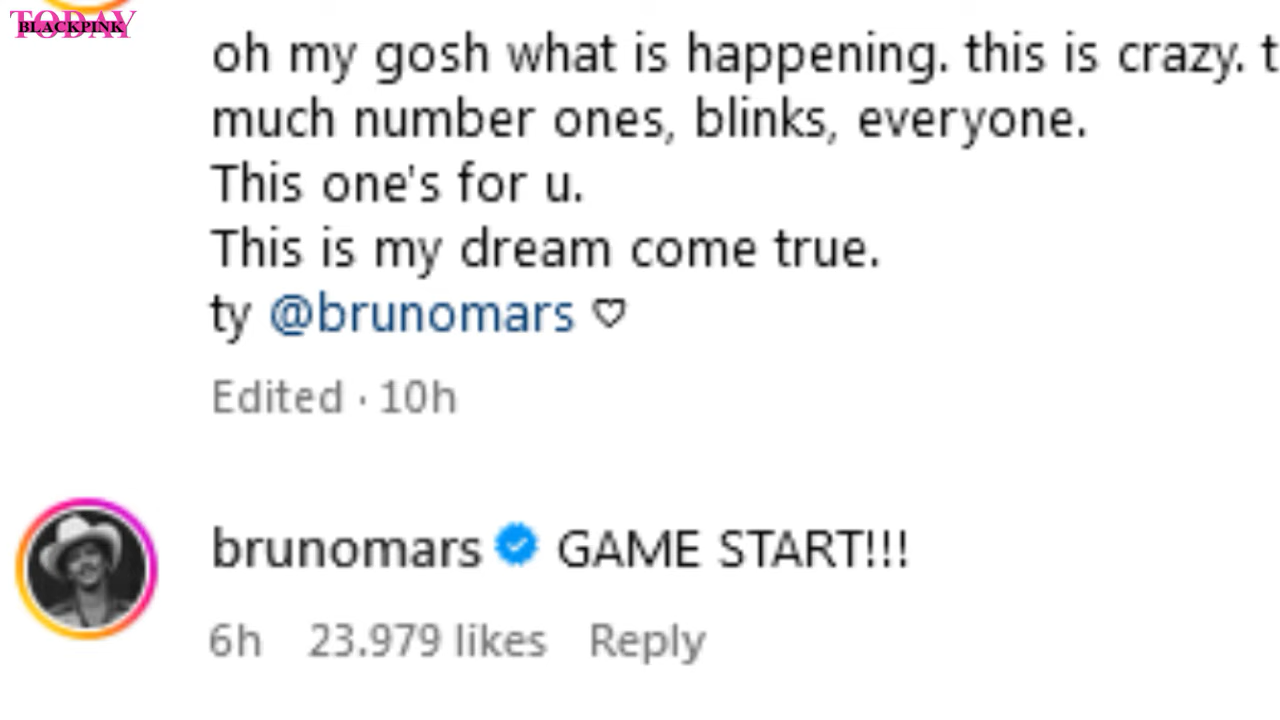 TODAY
BLACKPINK
oh my gosh what is happening. this is crazy. t
much number ones, blinks, everyone.
This one's for u.
This is my dream come true.
ty @brunomars ♡
Edited · 10h
brunomars GAME START!!!
6h 23.979 likes Reply